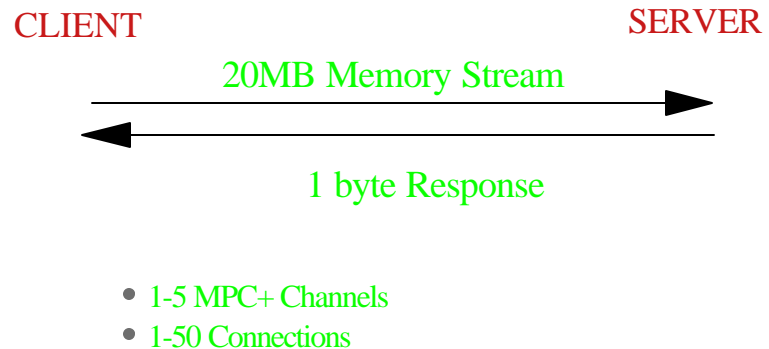 CLIENT
SERVER
20MB Memory Stream
1 byte Response
• 1-5 MPC+ Channels
• 1-50 Connections